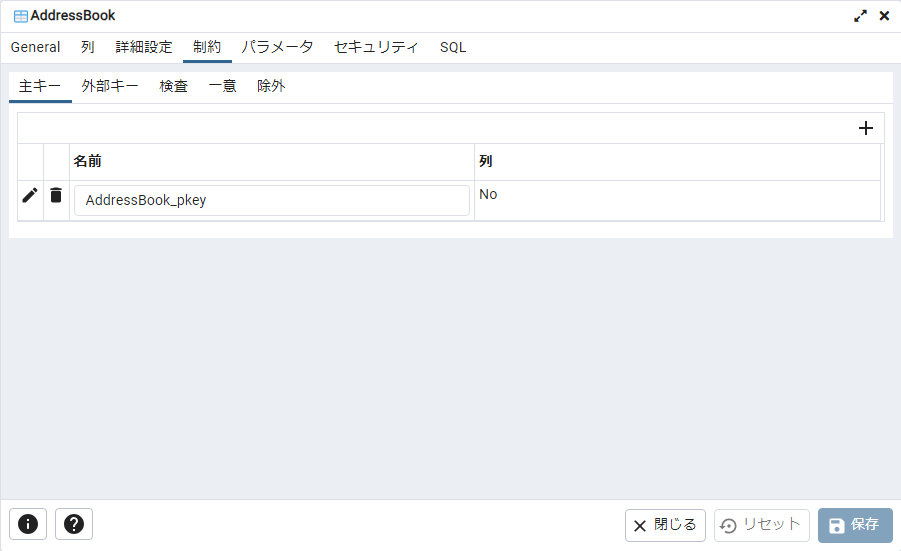 AddressBook
General 列 詳細設定 制約 パラメータ セキュリティ SQL
主キー 外部キー 検査 一意 除外
名前 列
AddressBook_pkey No
閉じる リセット 保存